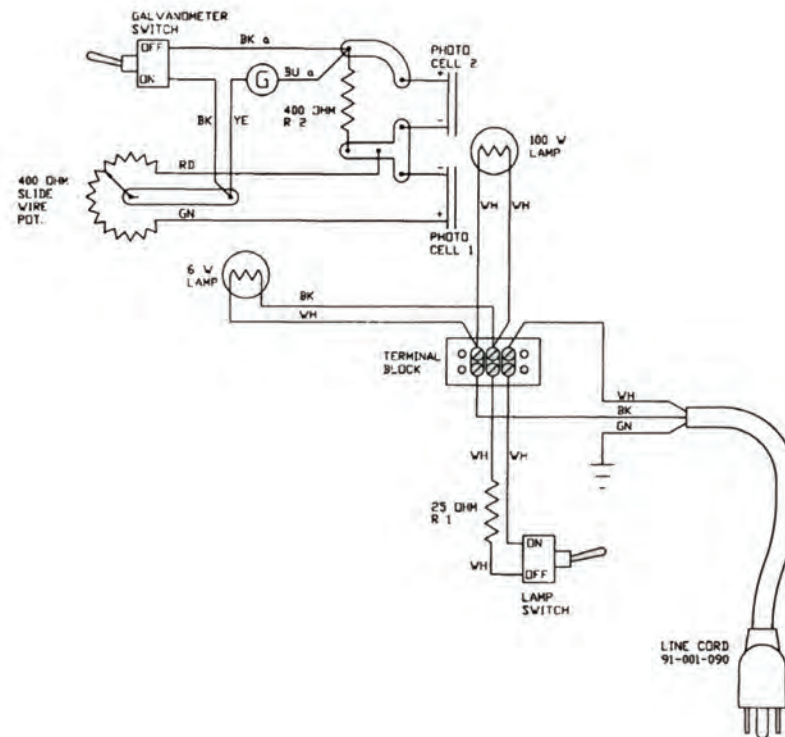 GALVANOMETER
SWITCH
OFF
ON
BK a
BU a
G
BK
YE
400 OHM
R 2
PHOTO
CELL 2
+
-
100 W
LAMP
WH
WH
RD
400 OHM
SLIDE
WIRE
POT.
GN
-
+
PHOTO
CELL 1
6 W
LAMP
BK
WH
TERMINAL
BLOCK
WH
BK
GN
WH
WH
25 OHM
R 1
WH
ON
OFF
LAMP
SWITCH
LINE CORD
91-001-090